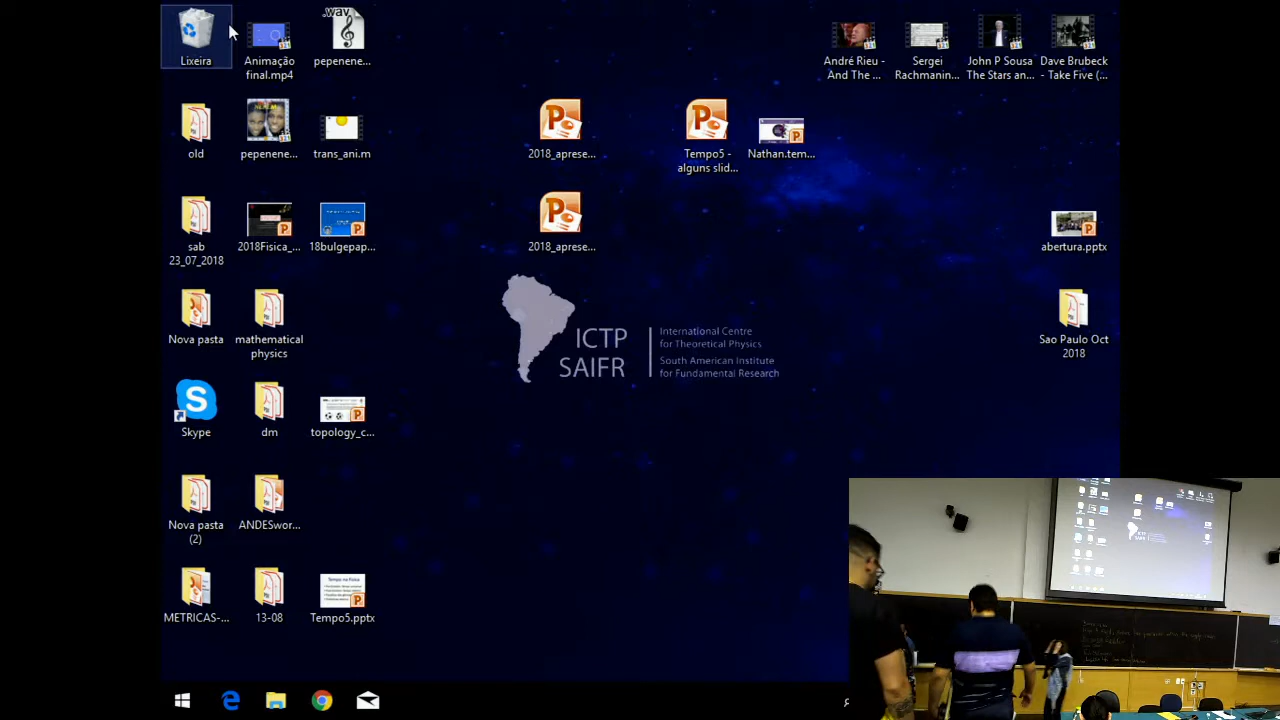 Lixeira
Animação
final.mp4
.wav
pepenene...
André Rieu -
And The ...
Sergei
Rachmanin...
John P Sousa
The Stars an...
Dave Brubeck
- Take Five (...
old
pepenene...
trans_ani.m
2018_aprese...
Tempo5 -
alguns slid...
Nathan.tem...
sab
23_07_2018
2018Fisica_...
18bulgepap...
2018_aprese...
abertura.pptx
ICTP
SAIFR
International Centre
for Theoretical Physics
South American Institute
for Fundamental Research
Nova pasta
mathematical
physics
Sao Paulo Oct
2018
Skype
dm
topology_c...
Nova pasta
(2)
ANDESwor...
METRICAS-...
13-08
Tempo na Física
Tempo5.pptx